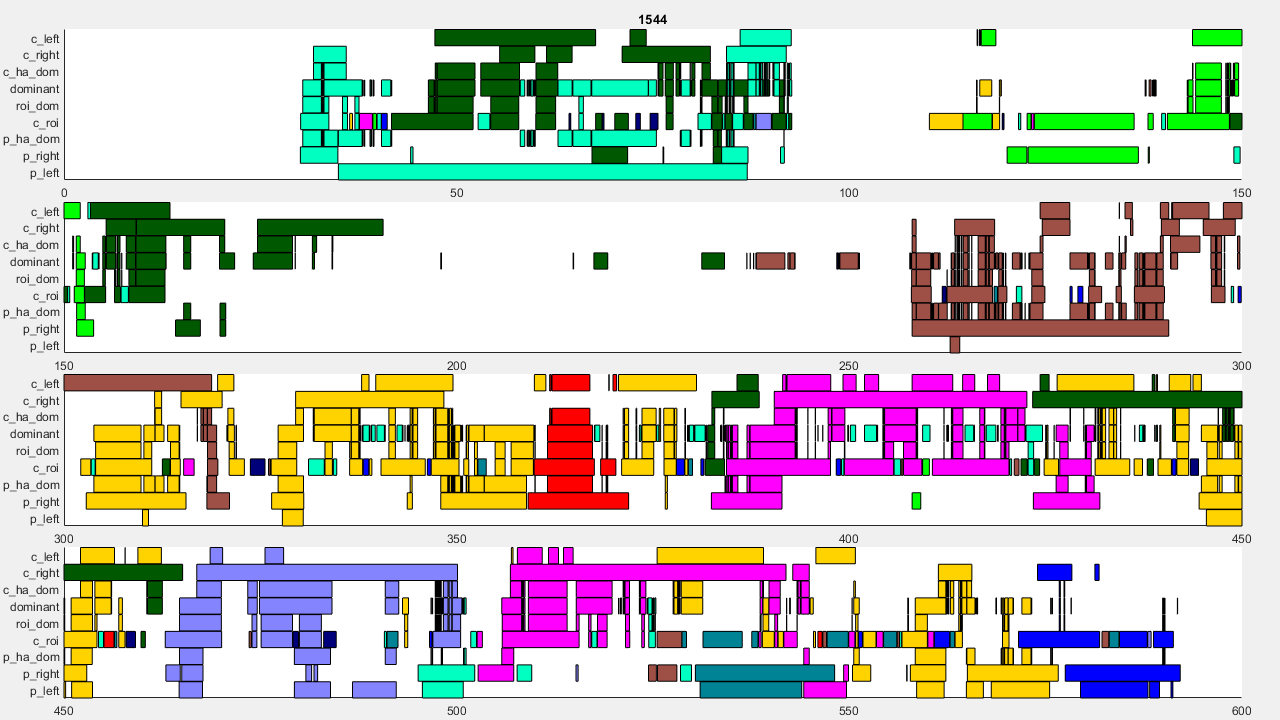 1544
c_left
c_right
c_ha_dom
dominant
roi_dom
c_roi
p_ha_dom
p_right
p_left
0 50 100 150
c_left
c_right
c_ha_dom
dominant
roi_dom
c_roi
p_ha_dom
p_right
p_left
150 200 250 300
c_left
c_right
c_ha_dom
dominant
roi_dom
c_roi
p_ha_dom
p_right
p_left
300 350 400 450
c_left
c_right
c_ha_dom
dominant
roi_dom
c_roi
p_ha_dom
p_right
p_left
450 500 550 600